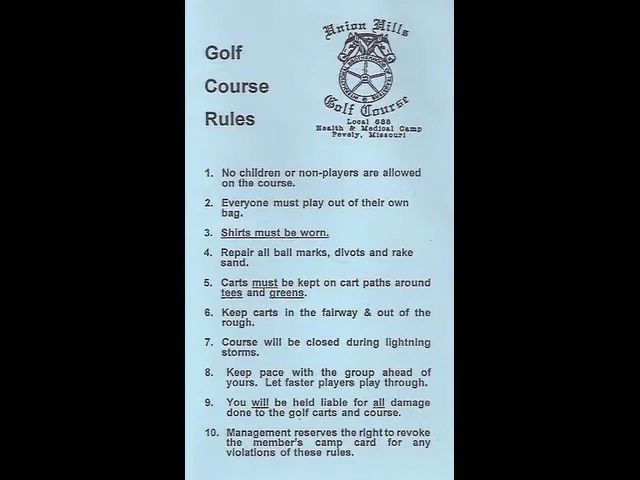 Golf
Course
Rules
Union Hills
INTERNATIONAL BROTHERHOOD OF TEAMSTERS
Golf Course
Local 688
Health & Medical Camp
Pevely, Missouri
1. No children or non-players are allowed
on the course.
2. Everyone must play out of their own
bag.
3. Shirts must be worn.
4. Repair all ball marks, divots and rake
sand.
5. Carts must be kept on cart paths around
tees and greens.
6. Keep carts in the fairway & out of the
rough.
7. Course will be closed during lightning
storms.
8. Keep pace with the group ahead of
yours. Let faster players play through.
9. You will be held liable for all damage
done to the golf carts and course.
10. Management reserves the right to revoke
the member's camp card for any
violations of these rules.